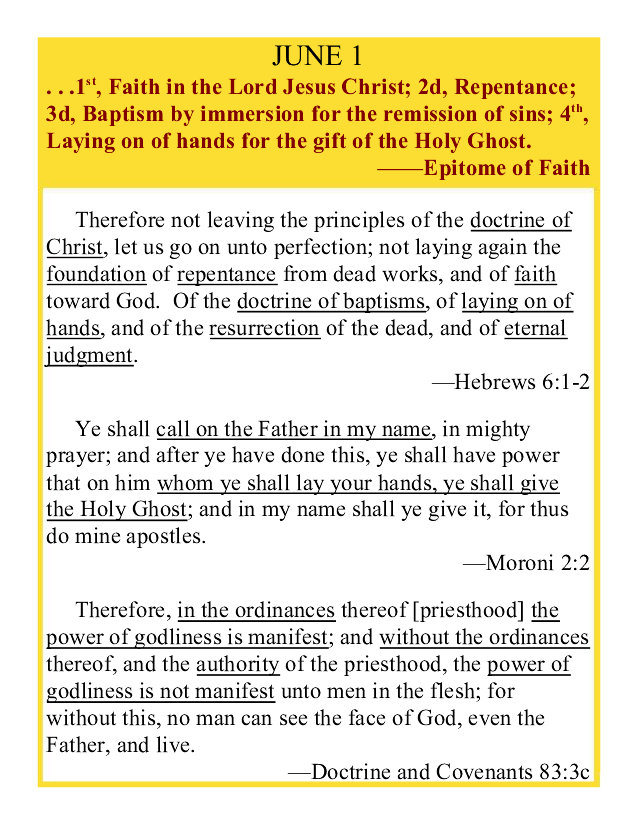 JUNE 1
. . .1st, Faith in the Lord Jesus Christ; 2d, Repentance;
3d, Baptism by immersion for the remission of sins; 4th,
Laying on of hands for the gift of the Holy Ghost.
——Epitome of Faith
Therefore not leaving the principles of the doctrine of
Christ, let us go on unto perfection; not laying again the
foundation of repentance from dead works, and of faith
toward God.  Of the doctrine of baptisms, of laying on of
hands, and of the resurrection of the dead, and of eternal
judgment.
—Hebrews 6:1-2
Ye shall call on the Father in my name, in mighty
prayer; and after ye have done this, ye shall have power
that on him whom ye shall lay your hands, ye shall give
the Holy Ghost; and in my name shall ye give it, for thus
do mine apostles.
—Moroni 2:2
Therefore, in the ordinances thereof [priesthood] the
power of godliness is manifest; and without the ordinances
thereof, and the authority of the priesthood, the power of
godliness is not manifest unto men in the flesh; for
without this, no man can see the face of God, even the
Father, and live.
—Doctrine and Covenants 83:3c